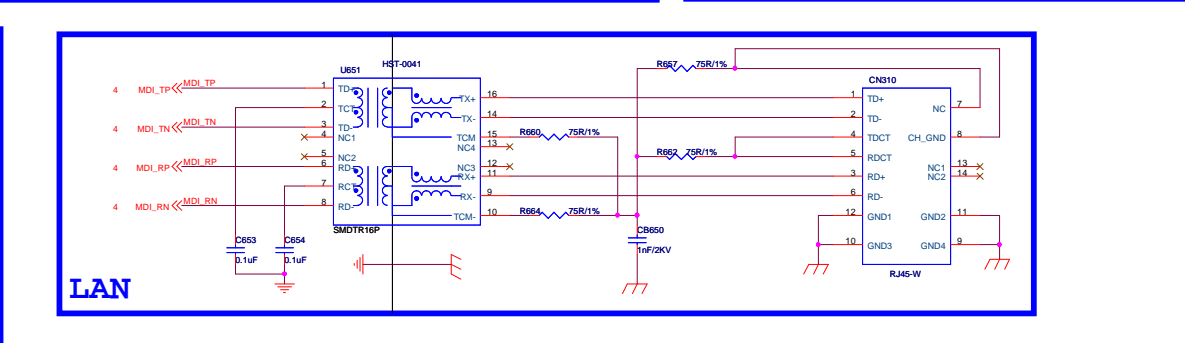 U651
HST-0041
4 MDI_TP MDI_TP 1 TD+
2 TCT
4 MDI_TN MDI_TN 3 TD-
4 NC1
5 NC2
4 MDI_RP MDI_RP 6 RD+
7 RCT
4 MDI_RN MDI_RN 8 RD-
TX+ 16
TX- 14
TCM 15
NC4 13
NC3 12
RX+ 11
RX- 9
TCM- 10
SMDTR16P
C653
0.1uF
C654
0.1uF
R657 75R/1%
R660 75R/1%
R662 75R/1%
R664 75R/1%
CB650
1nF/2KV
CN310
1 TD+
2 TD-
4 TDCT
5 RDCT
3 RD+
6 RD-
12 GND1
10 GND3
NC 7
CH_GND 8
NC1 13
NC2 14
GND2 11
GND4 9
RJ45-W
LAN